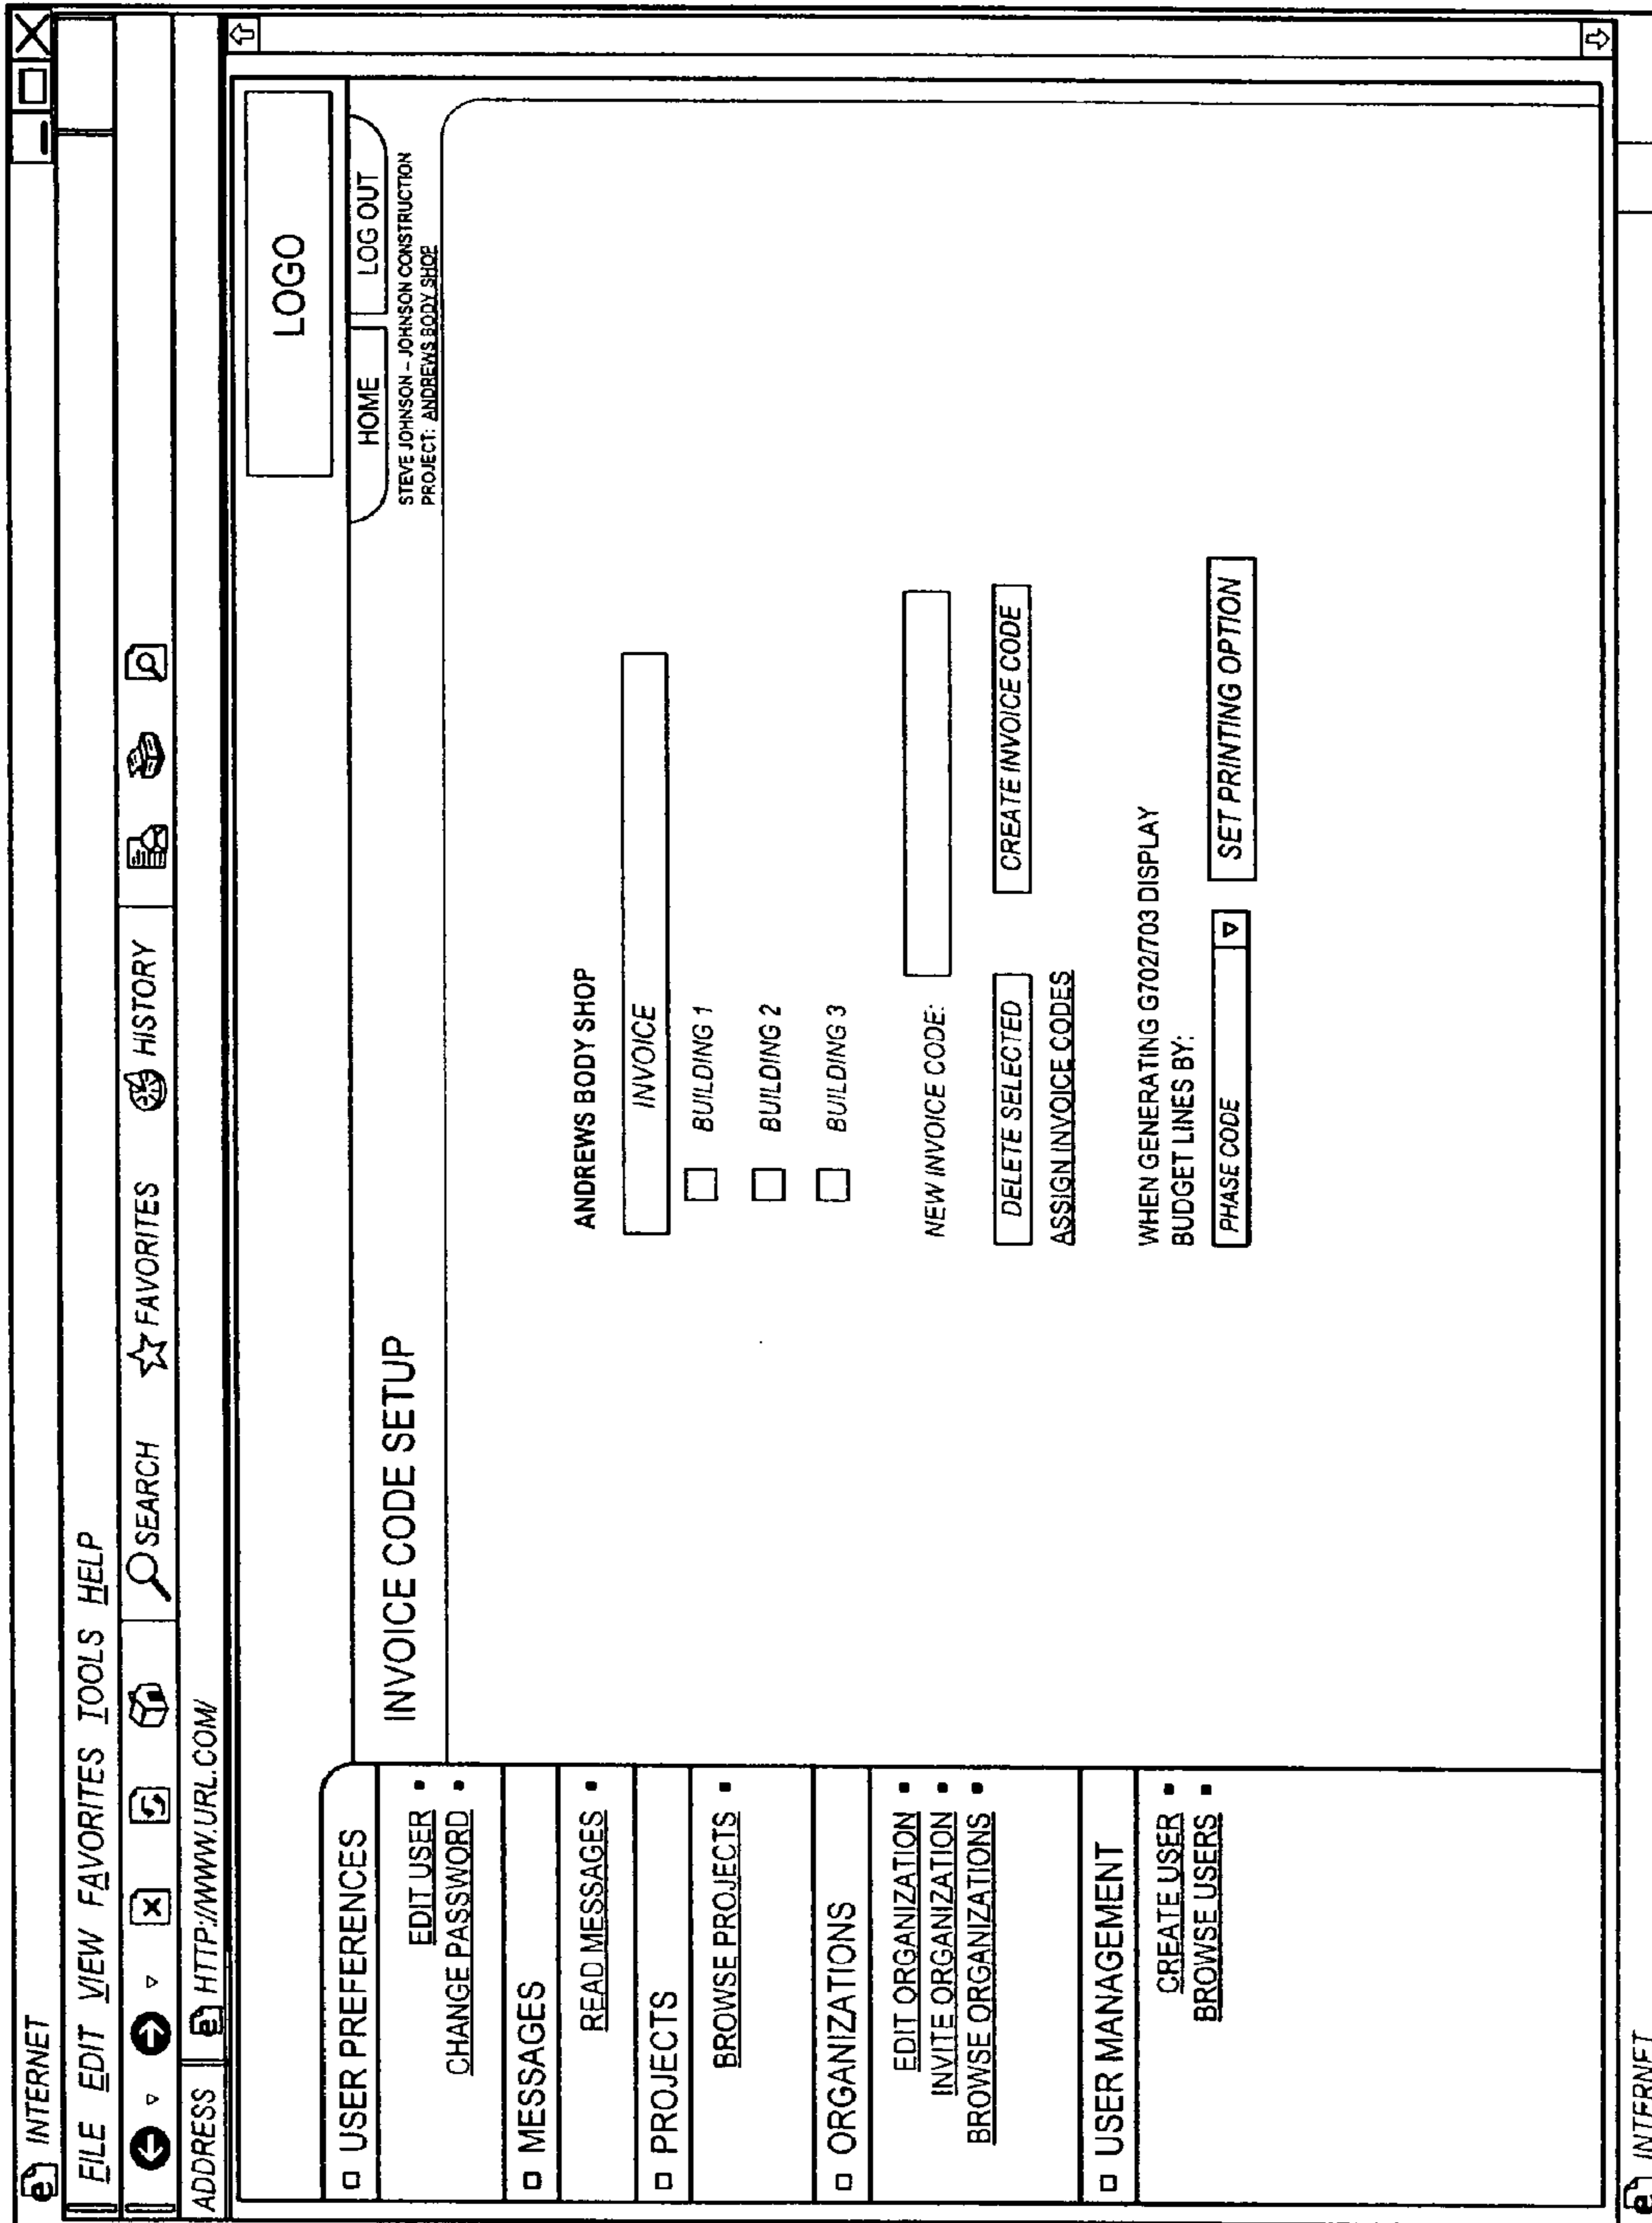 INTERNET
FILE EDIT VIEW FAVORITES TOOLS HELP
SEARCH FAVORITES HISTORY
ADDRESS HTTP://WWW.URL.COM/
LOGO
HOME LOG OUT
INVOICE CODE SETUP
STEVE JOHNSON – JOHNSON CONSTRUCTION
PROJECT: ANDREWS BODY SHOP
USER PREFERENCES
EDIT USER
CHANGE PASSWORD
MESSAGES
READ MESSAGES
PROJECTS
BROWSE PROJECTS
ORGANIZATIONS
EDIT ORGANIZATION
INVITE ORGANIZATION
BROWSE ORGANIZATIONS
USER MANAGEMENT
CREATE USER
BROWSE USERS
ANDREWS BODY SHOP
INVOICE
BUILDING 1
BUILDING 2
BUILDING 3
NEW INVOICE CODE:
DELETE SELECTED CREATE INVOICE CODE
ASSIGN INVOICE CODES
WHEN GENERATING G702/703 DISPLAY
BUDGET LINES BY:
PHASE CODE SET PRINTING OPTION
INTERNET